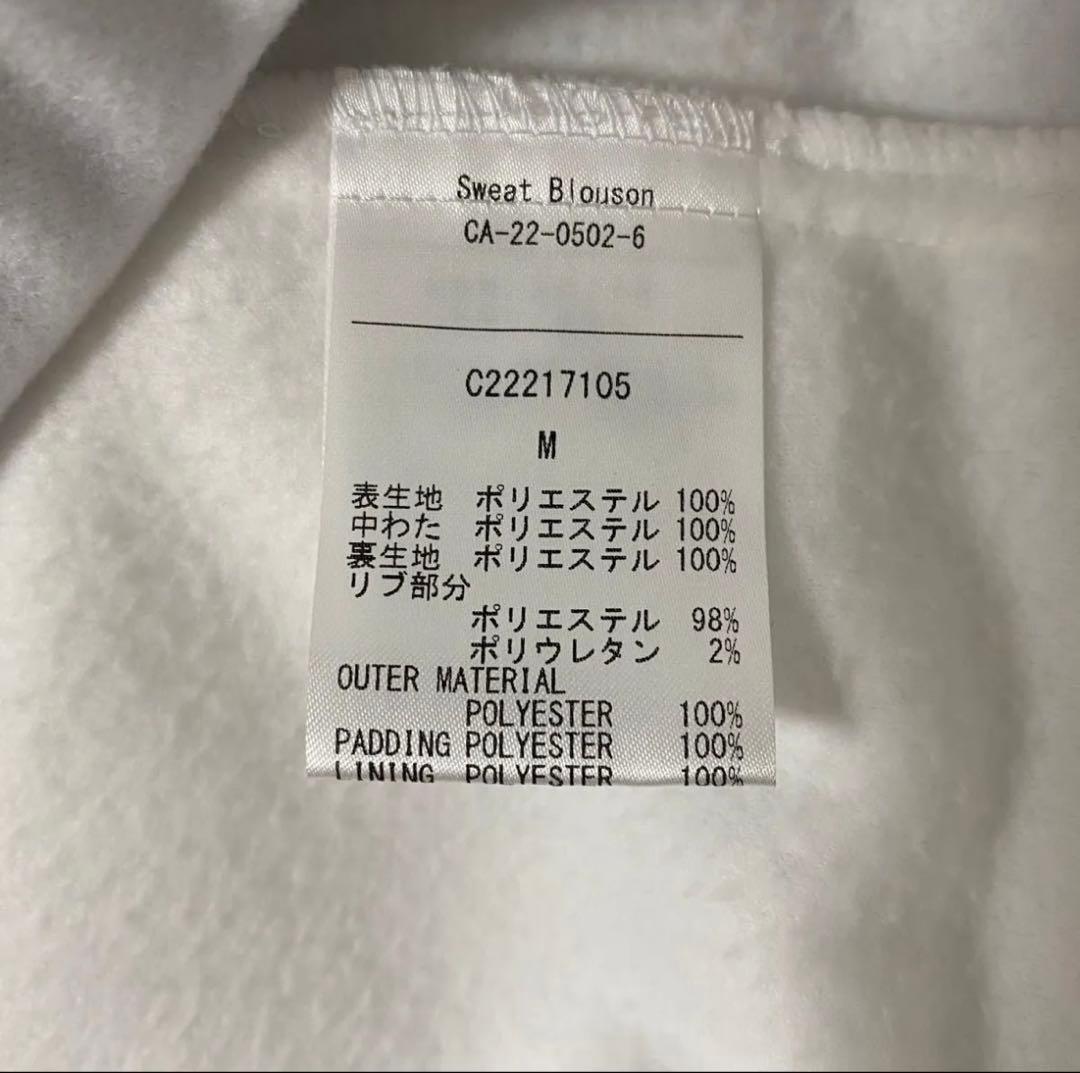 Sweat Blouson
CA-22-0502-6
C22217105
M
表生地 ポリエステル 100%
中わた ポリエステル 100%
裏生地 ポリエステル 100%
リブ部分
ポリエステル 98%
ポリウレタン 2%
OUTER MATERIAL
POLYESTER 100%
PADDING POLYESTER 100%
LINING POLYESTER 100%